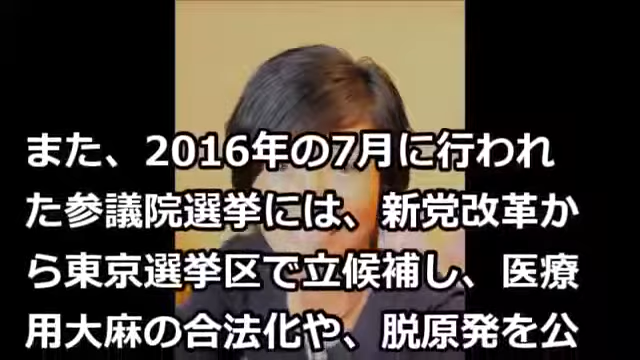 また、2016年の7月に行われ
た参議院選挙には、新党改革か
ら東京選挙区で立候補し、医療
用大麻の合法化や、脱原発を公